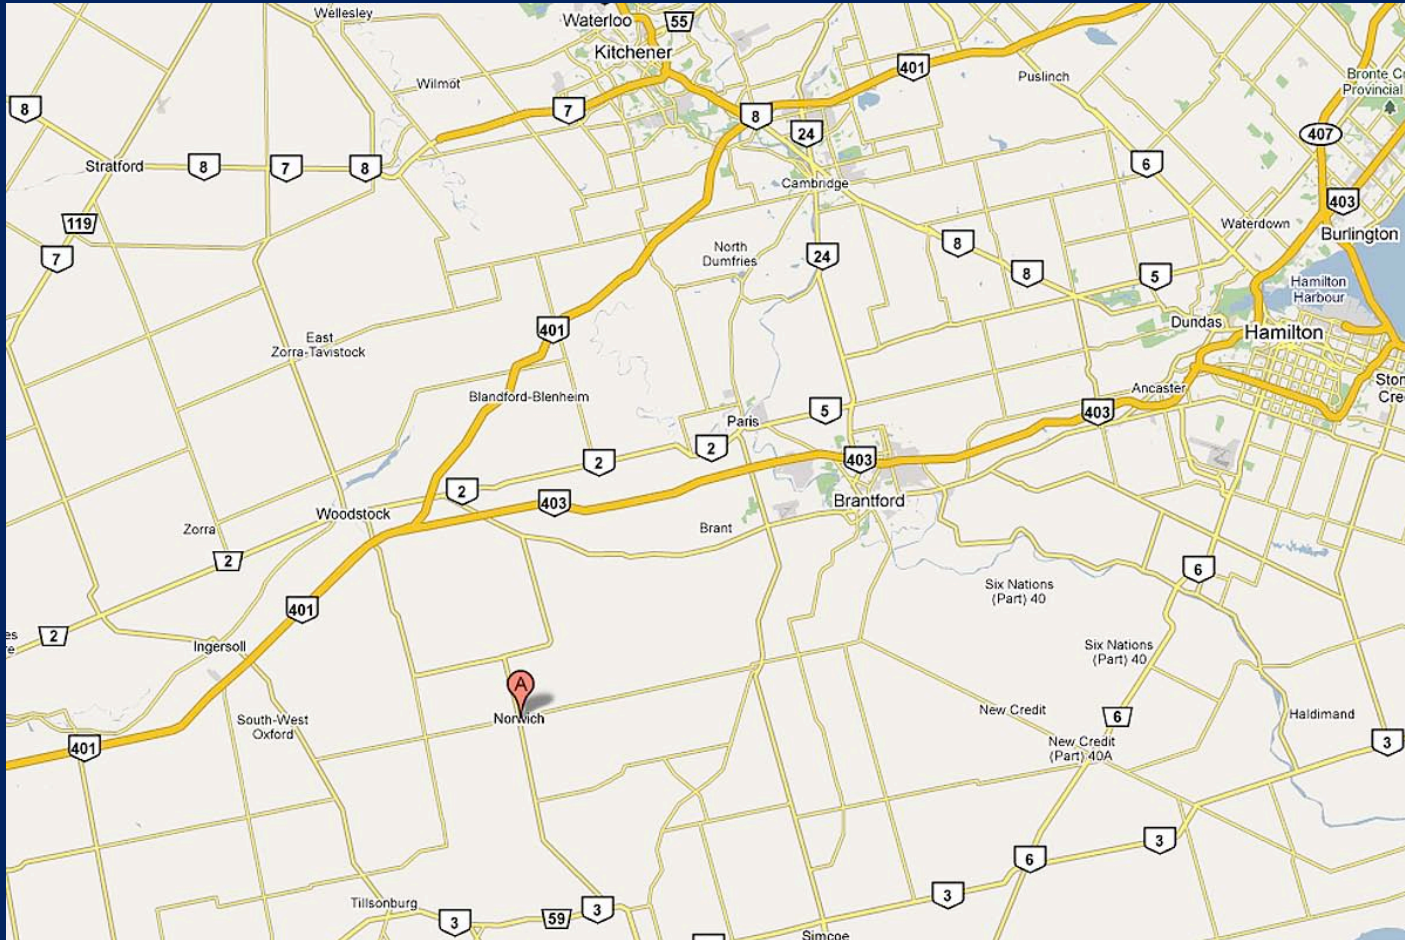 Wellesley
Waterloo
55
Kitchener
401
Puslinch
Bronte
Provincial
Wilmot
8
7
8
24
407
6
Stratford
8
7
8
Cambridge
403
119
Waterdown
Burlington
7
North
Dumfries
24
8
8
5
Hamilton
Harbour
401
Dundas
Hamilton
East
Zorra-Tavistock
Blandford-Blenheim
Ancaster
5
403
Paris
2
2
403
2
403
Brantford
Woodstock
Zorra
Brant
2
6
Six Nations
(Part) 40
401
2
Ingersoll
Six Nations
(Part) 40
A
Norwich
South-West
Oxford
New Credit
6
Haldimand
401
New Credit
(Part) 40A
3
3
6
3
Tillsonburg
3
59
3
Simcoe